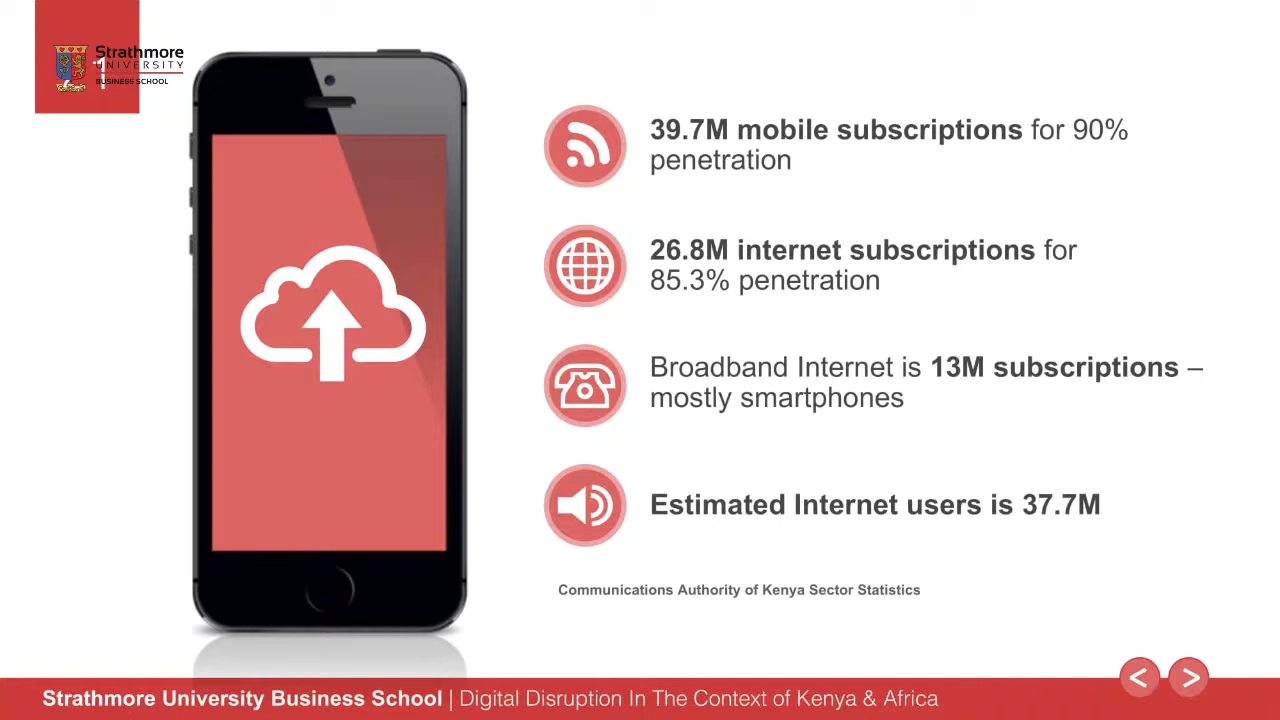 Strathmore
UNIVERSITY
BUSINESS SCHOOL
1
39.7M mobile subscriptions for 90%
penetration
26.8M internet subscriptions for
85.3% penetration
Broadband Internet is 13M subscriptions –
mostly smartphones
Estimated Internet users is 37.7M
Communications Authority of Kenya Sector Statistics
Strathmore University Business School | Digital Disruption In The Context of Kenya & Africa